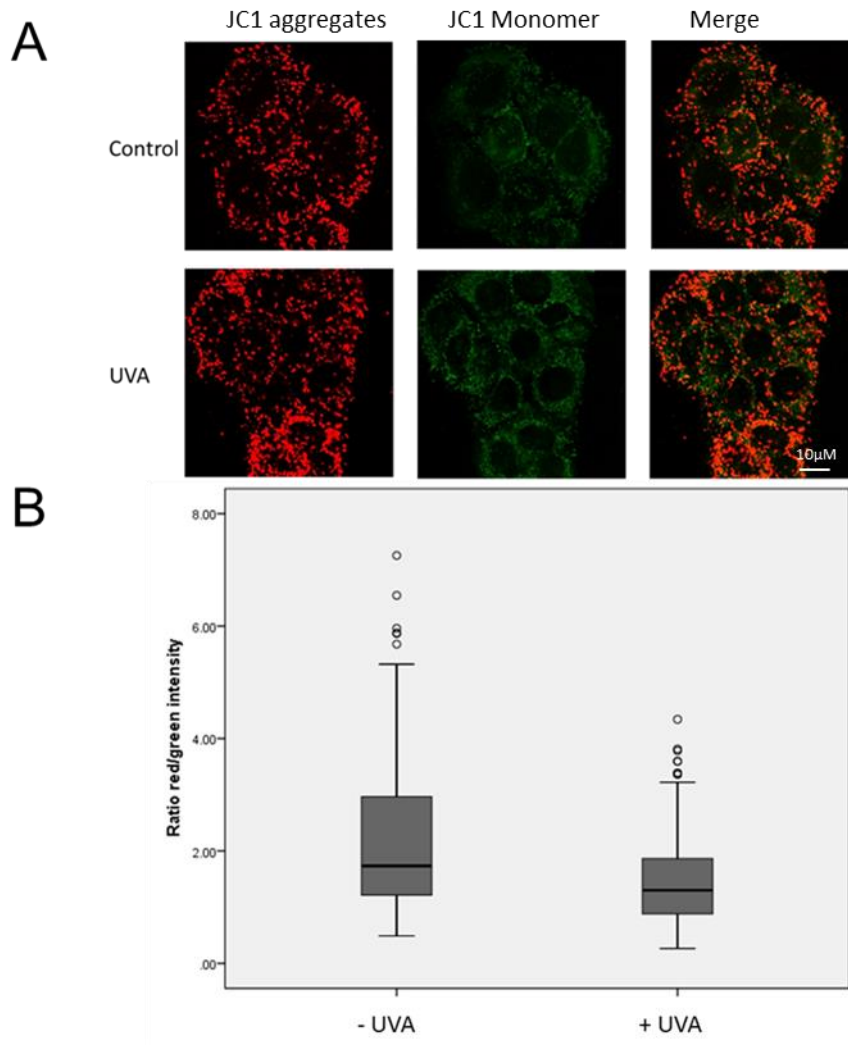 A
JC1 aggregates
JC1 Monomer
Merge
Control
UVA
10µM
B
8.00
6.00
4.00
2.00
.00
Ratio red/green intensity
- UVA
+ UVA